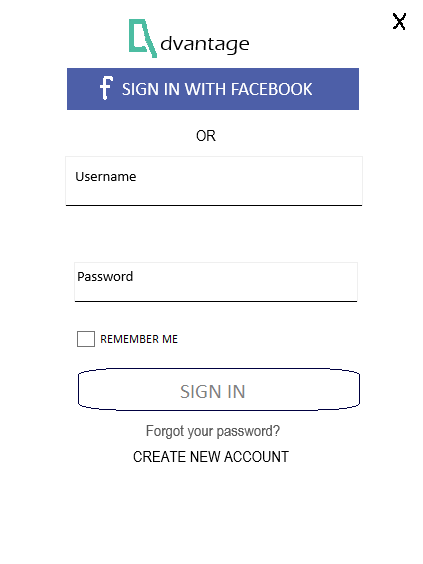 X
dvantage
f SIGN IN WITH FACEBOOK
OR
Username
Password
REMEMBER ME
SIGN IN
Forgot your password?
CREATE NEW ACCOUNT